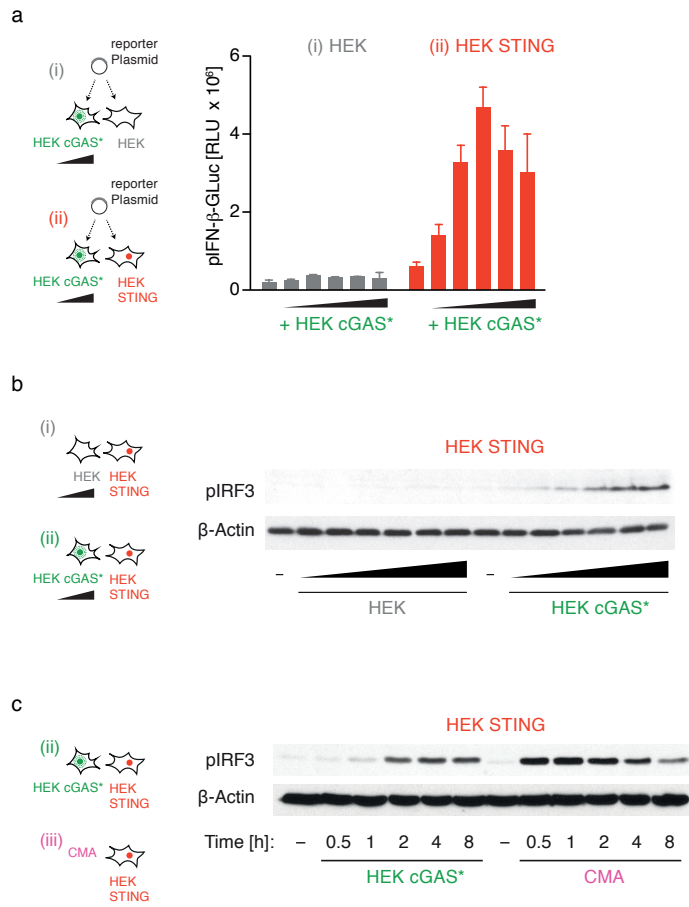 a
reporter
Plasmid
(i)
HEK cGAS* HEK
reporter
Plasmid
(ii)
HEK cGAS* HEK
STING
(i) HEK (ii) HEK STING
pIFN-β-GLuc [RLU x 10⁶]
6
4
2
0
+ HEK cGAS* + HEK cGAS*
b
(i)
HEK HEK
STING
(ii)
HEK cGAS* HEK
STING
HEK STING
pIRF3
β-Actin
– –
HEK HEK cGAS*
c
(ii)
HEK cGAS* HEK
STING
(iii)
CMA
HEK
STING
HEK STING
pIRF3
β-Actin
Time [h]: – 0.5 1 2 4 8 – 0.5 1 2 4 8
HEK cGAS* CMA